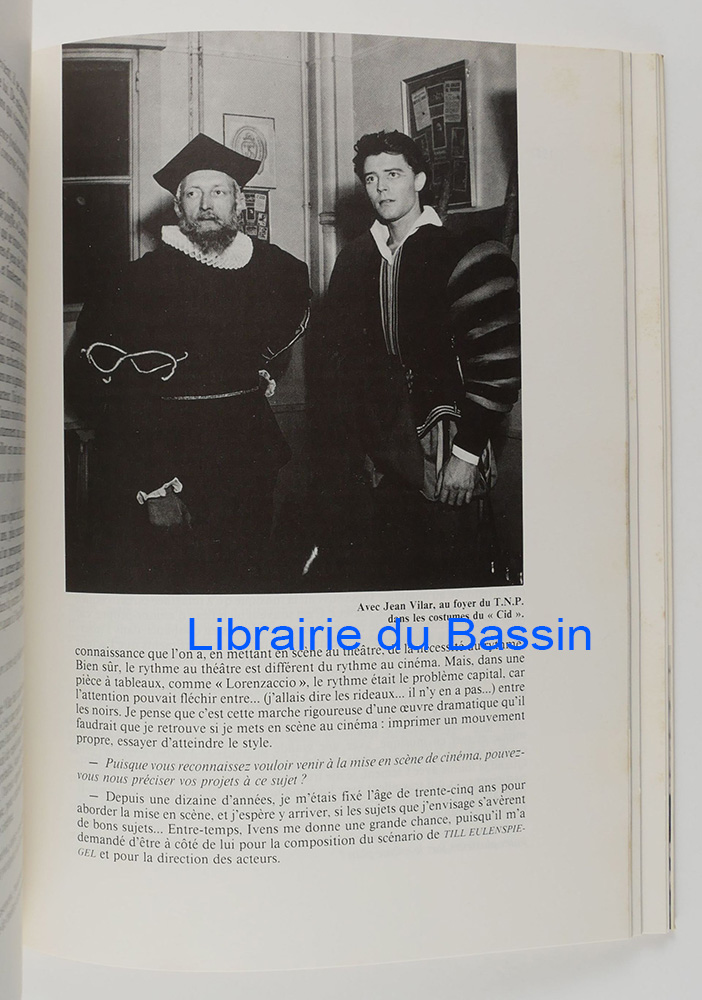 Avec Jean Vilar, au foyer du T.N.P.
dans les costumes du « Cid ».
Librairie du Bassin
connaissance que l'on a, en mettant en scène au théâtre, de la nécessité du rythme.
Bien sûr, le rythme au théâtre est différent du rythme au cinéma. Mais, dans une
pièce à tableaux, comme « Lorenzaccio », le rythme était le problème capital, car
l'attention pouvait fléchir entre... (j'allais dire les rideaux... il n'y en a pas...) entre
les noirs. Je pense que c'est cette marche rigoureuse d'une œuvre dramatique qu'il
faudrait que je retrouve si je mets en scène au cinéma : imprimer un mouvement
propre, essayer d'atteindre le style.
— Puisque vous reconnaissez vouloir venir à la mise en scène de cinéma, pouvez-
vous nous préciser vos projets à ce sujet ?
— Depuis une dizaine d'années, je m'étais fixé l'âge de trente-cinq ans pour
aborder la mise en scène, et j'espère y arriver, si les sujets que j'envisage s'avèrent
de bons sujets... Entre-temps, Ivens me donne une grande chance, puisqu'il m'a
demandé d'être à côté de lui pour la composition du scénario de TILL EULENSPIE-
GEL et pour la direction des acteurs.